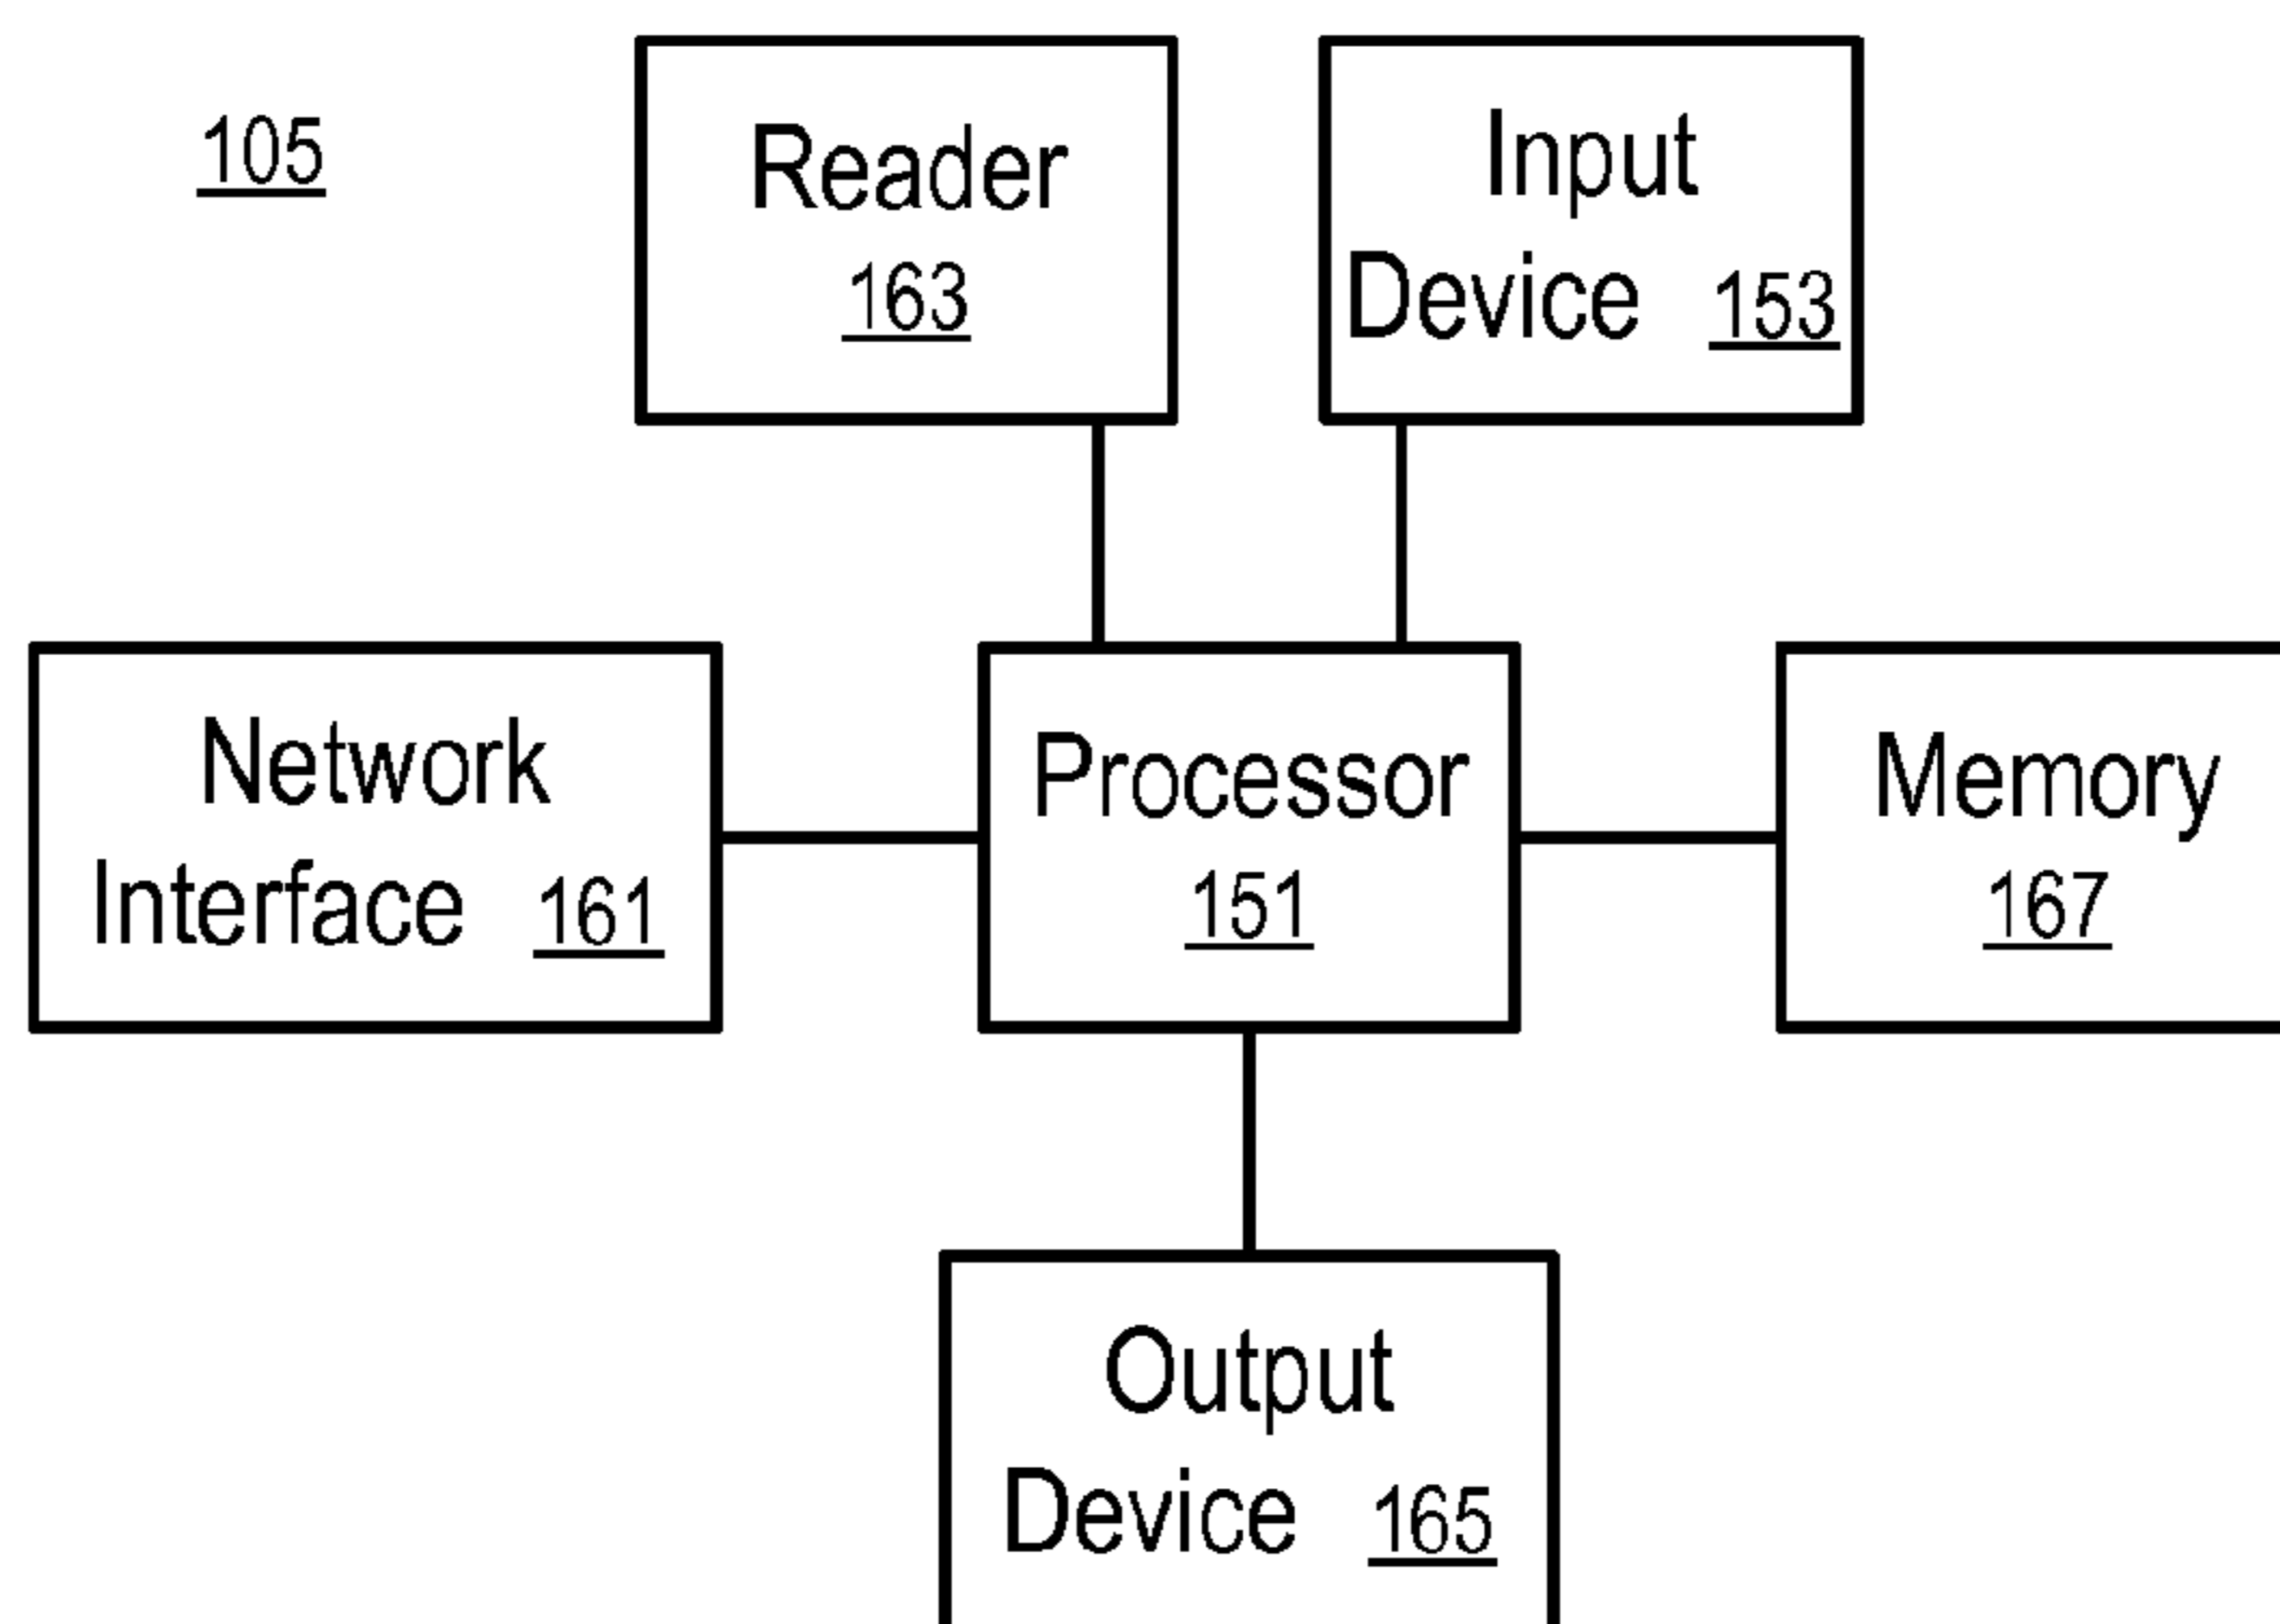 105
Reader
163
Input
Device 153
Network
Interface 161
Processor
151
Memory
167
Output
Device 165